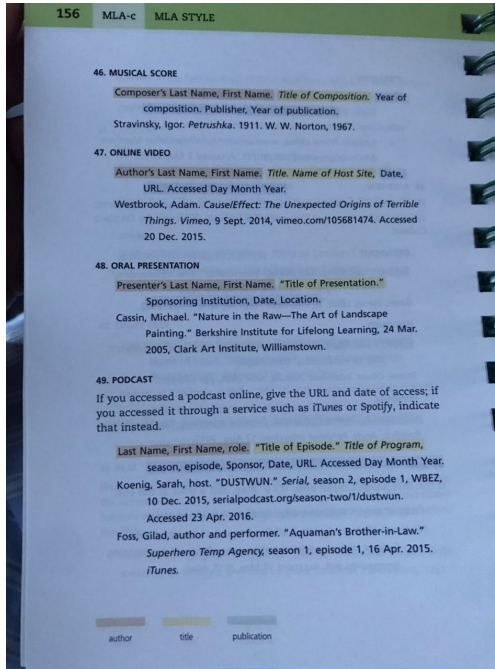 156 MLA-c MLA STYLE
46. MUSICAL SCORE
Composer's Last Name, First Name. Title of Composition. Year of
composition. Publisher, Year of publication.
Stravinsky, Igor. Petrushka. 1911. W. W. Norton, 1967.
47. ONLINE VIDEO
Author's Last Name, First Name. Title. Name of Host Site, Date,
URL. Accessed Day Month Year.
Westbrook, Adam. Cause/Effect: The Unexpected Origins of Terrible
Things. Vimeo, 9 Sept. 2014, vimeo.com/105681474. Accessed
20 Dec. 2015.
48. ORAL PRESENTATION
Presenter's Last Name, First Name. "Title of Presentation."
Sponsoring Institution, Date, Location.
Cassin, Michael. "Nature in the Raw—The Art of Landscape
Painting." Berkshire Institute for Lifelong Learning, 24 Mar.
2005, Clark Art Institute, Williamstown.
49. PODCAST
If you accessed a podcast online, give the URL and date of access; if
you accessed it through a service such as iTunes or Spotify, indicate
that instead.
Last Name, First Name, role. "Title of Episode." Title of Program,
season, episode, Sponsor, Date, URL. Accessed Day Month Year.
Koenig, Sarah, host. "DUSTWUN." Serial, season 2, episode 1, WBEZ,
10 Dec. 2015, serialpodcast.org/season-two/1/dustwun.
Accessed 23 Apr. 2016.
Foss, Gilad, author and performer. "Aquaman's Brother-in-Law."
Superhero Temp Agency, season 1, episode 1, 16 Apr. 2015.
iTunes.
author title publication